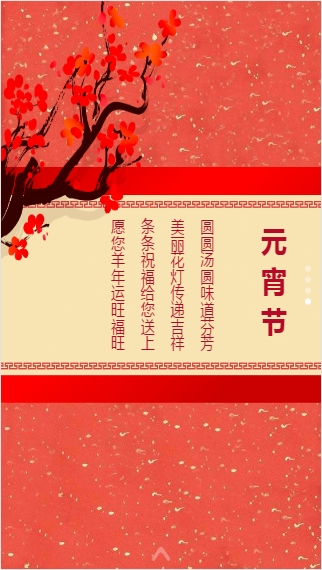 元宵节
圆圆汤圆味道芬芳
美丽花灯传递吉祥
条条祝福给您送上
愿您羊年运旺福旺